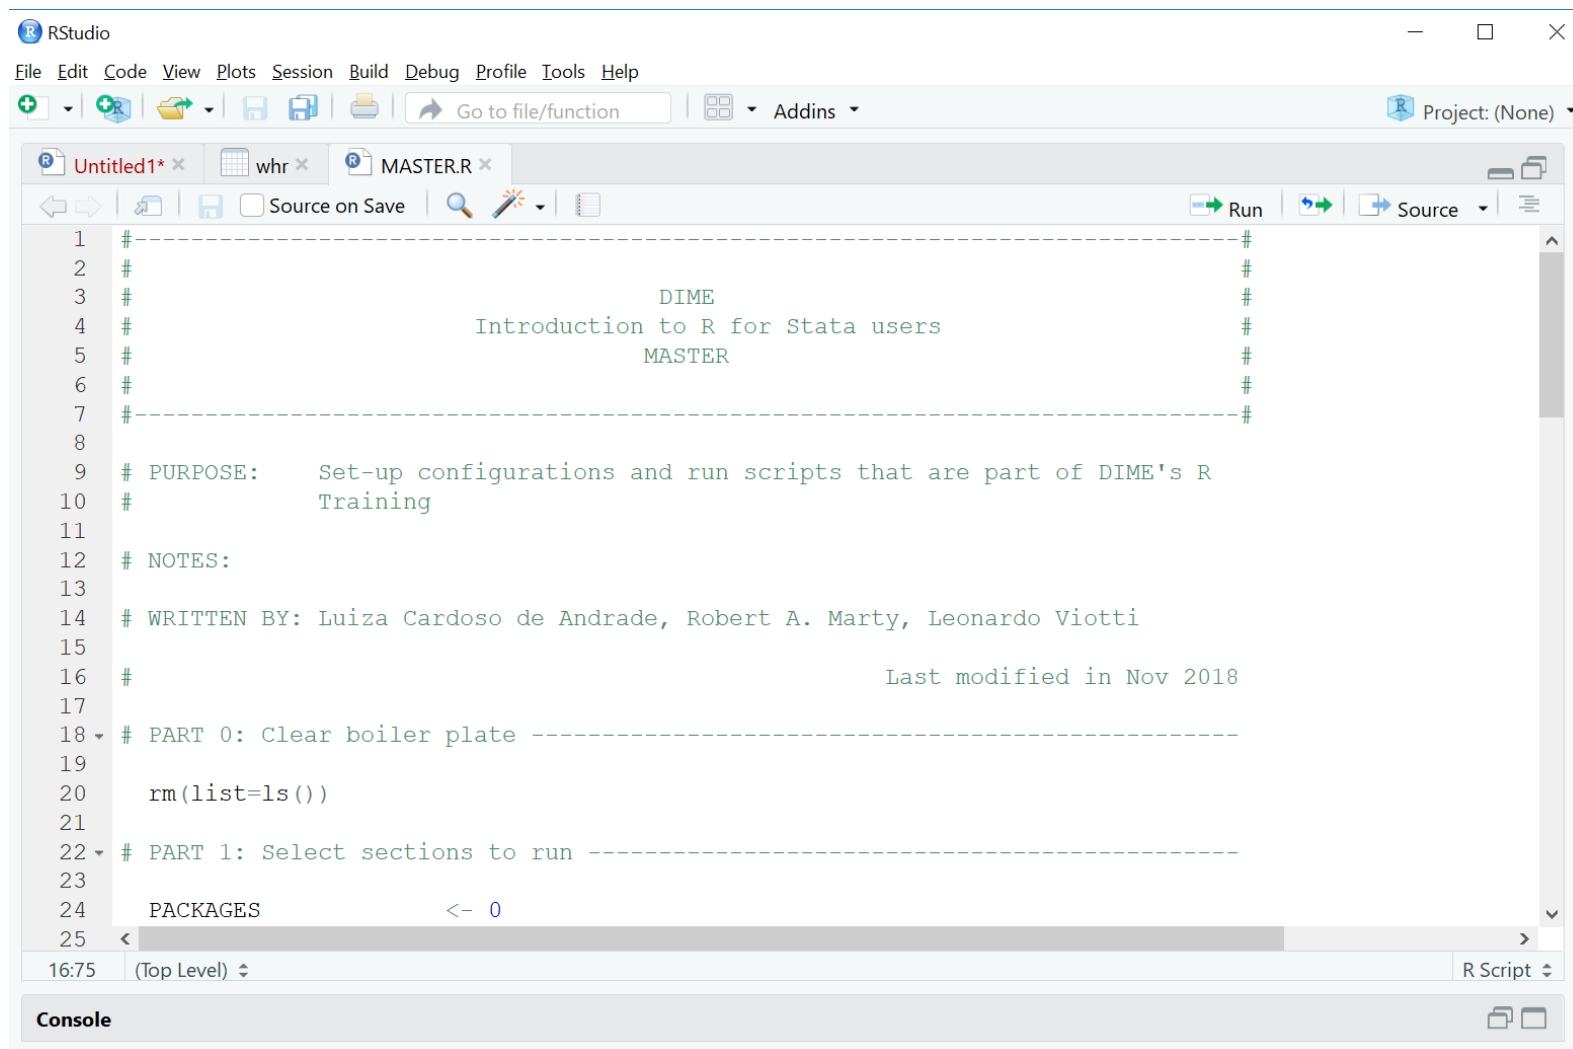 RStudio
File Edit Code View Plots Session Build Debug Profile Tools Help
Go to file/function Addins Project: (None)
Untitled1* whr MASTER.R
Source on Save Run Source
1 #------------------------------------------------------------------------------#
2 # #
3 # DIME #
4 # Introduction to R for Stata users #
5 # MASTER #
6 # #
7 #------------------------------------------------------------------------------#
8
9 # PURPOSE: Set-up configurations and run scripts that are part of DIME's R
10 # Training
11
12 # NOTES:
13
14 # WRITTEN BY: Luiza Cardoso de Andrade, Robert A. Marty, Leonardo Viotti
15
16 # Last modified in Nov 2018
17
18 # PART 0: Clear boiler plate --------------------------------------------------
19
20 rm(list=ls())
21
22 # PART 1: Select sections to run ----------------------------------------------
23
24 PACKAGES <- 0
25
16:75 (Top Level) R Script
Console